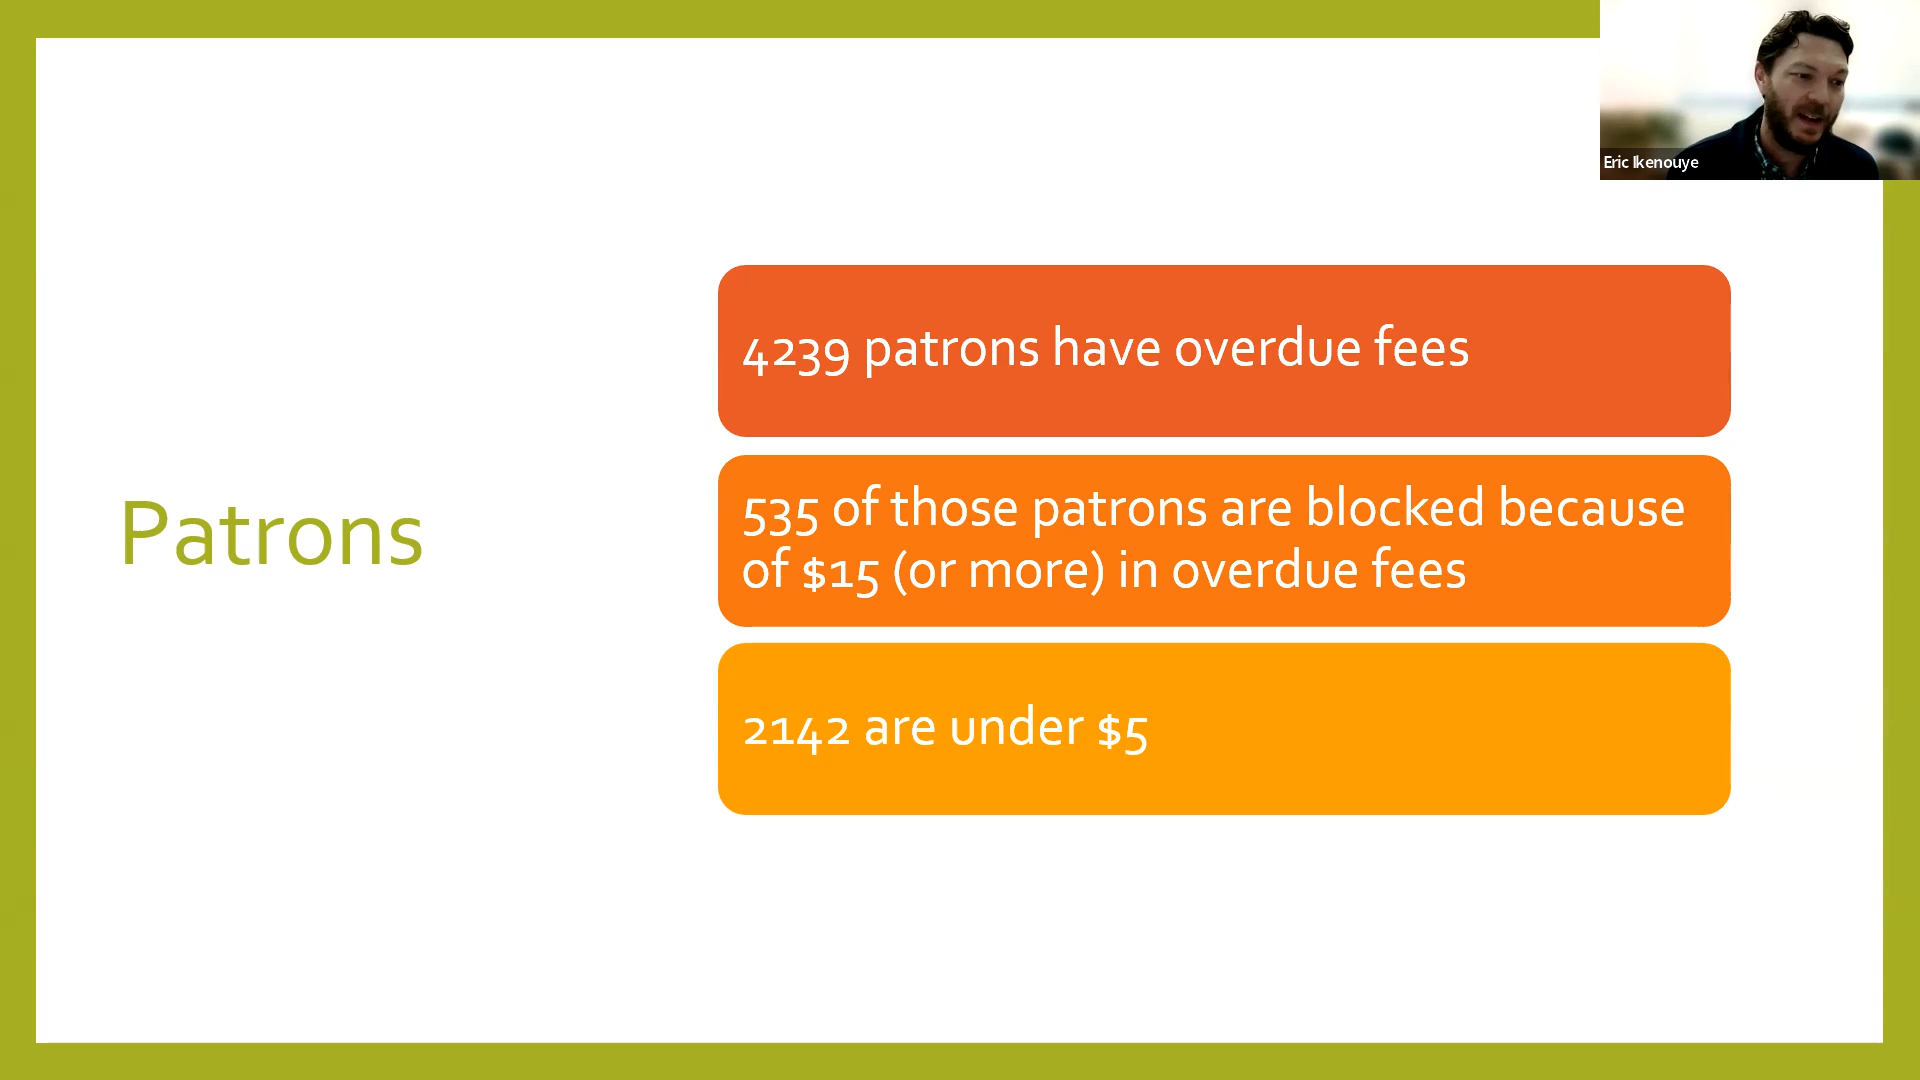 Eric Ikenouye
Patrons
4239 patrons have overdue fees
535 of those patrons are blocked because
of $15 (or more) in overdue fees
2142 are under $5